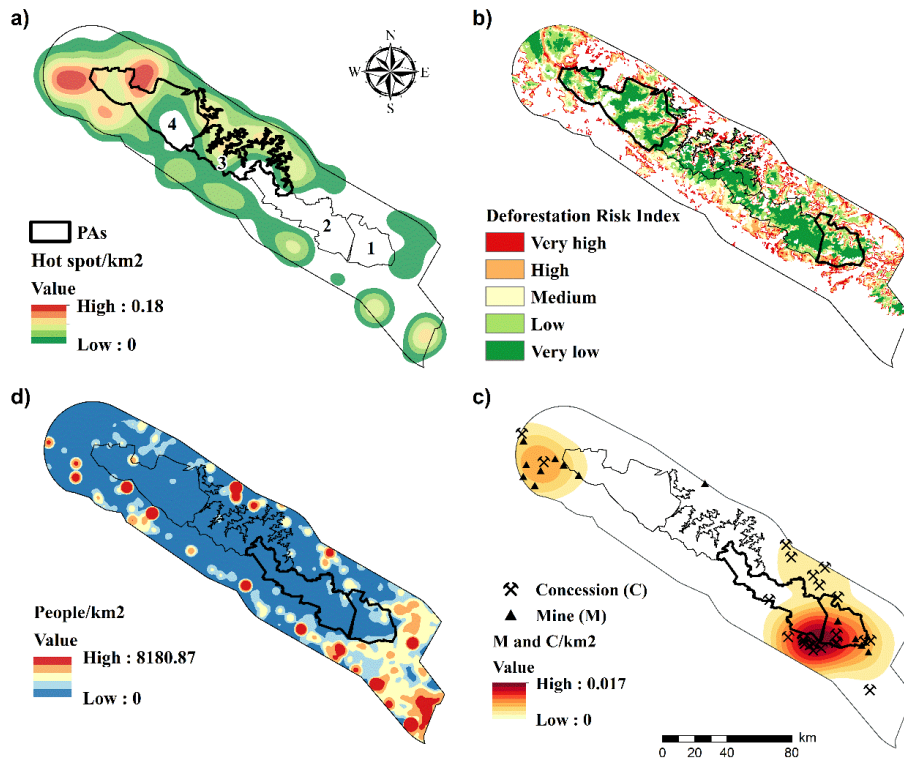 a)
N
W
E
S
4
3
2
1
PAs
Hot spot/km2
Value
High : 0.18
Low : 0
b)
Deforestation Risk Index
Very high
High
Medium
Low
Very low
d)
People/km2
Value
High : 8180.87
Low : 0
c)
Concession (C)
Mine (M)
M and C/km2
Value
High : 0.017
Low : 0
km
0 10 20 40 60 80